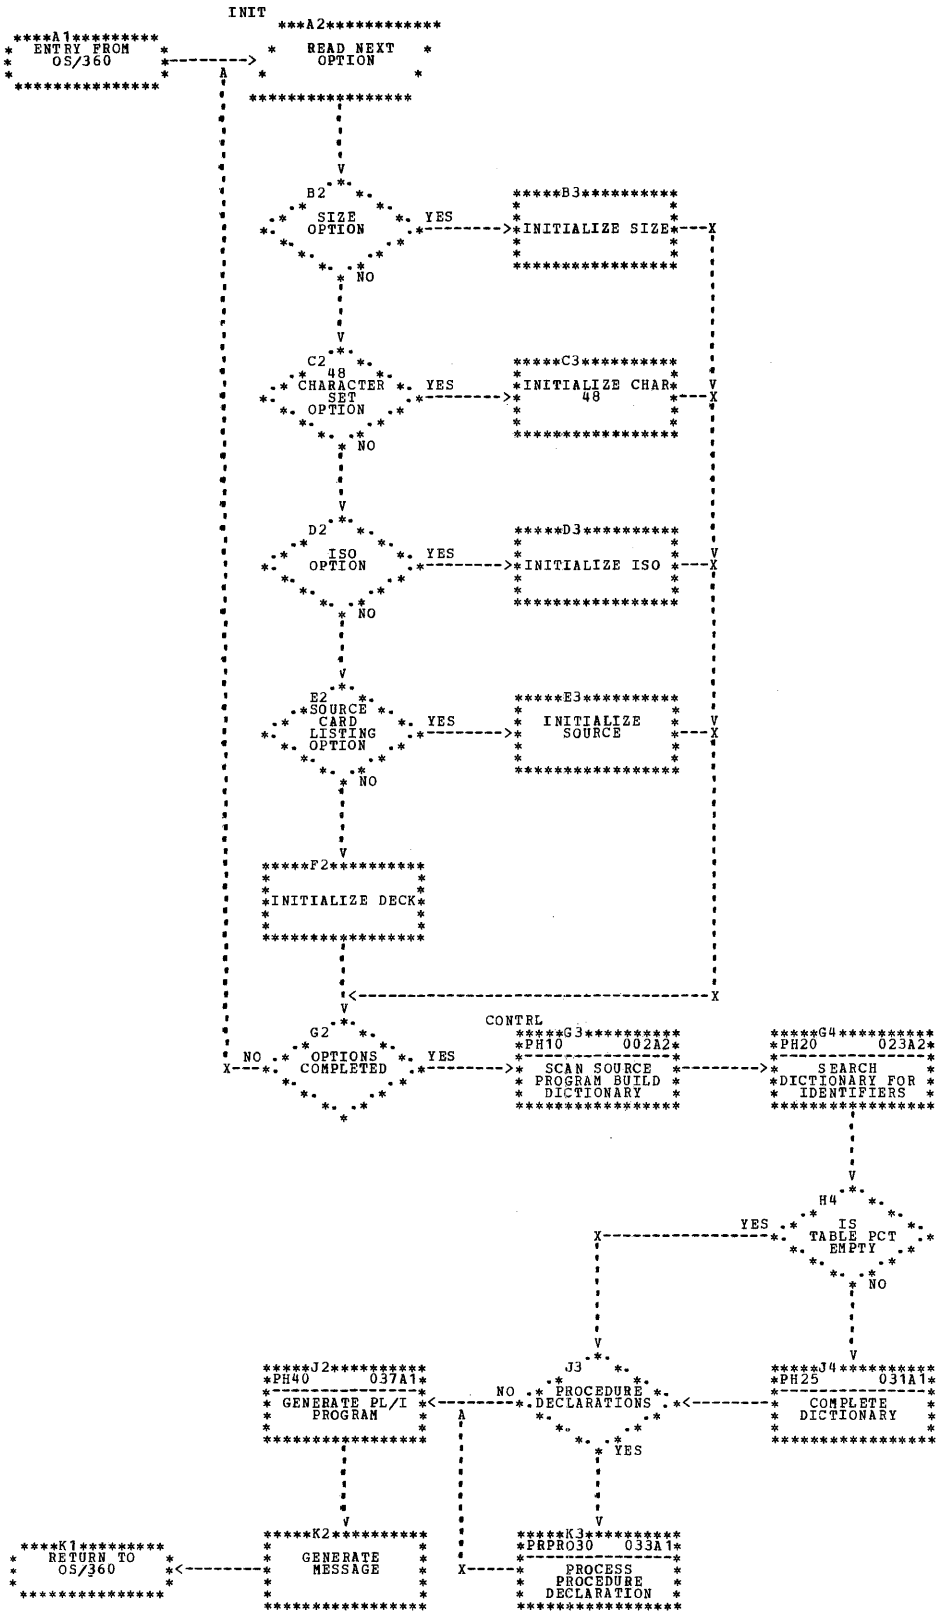 INIT
A1
ENTRY FROM
OS/360
A2
READ NEXT
OPTION
B2
SIZE
OPTION
YES
NO
B3
INITIALIZE SIZE
C2
48
CHARACTER
SET
OPTION
YES
NO
C3
INITIALIZE CHAR
48
D2
ISO
OPTION
YES
NO
D3
INITIALIZE ISO
E2
SOURCE
CARD
LISTING
OPTION
YES
NO
E3
INITIALIZE
SOURCE
F2
INITIALIZE DECK
G2
OPTIONS
COMPLETED
NO
YES
CONTRL
G3
PH10 002A2
SCAN SOURCE
PROGRAM BUILD
DICTIONARY
G4
PH20 023A2
SEARCH
DICTIONARY FOR
IDENTIFIERS
H4
IS
TABLE PCT
EMPTY
YES
NO
J2
PH40 037A1
GENERATE PL/I
PROGRAM
J3
PROCEDURE
DECLARATIONS
NO
YES
J4
PH25 031A1
COMPLETE
DICTIONARY
K1
RETURN TO
OS/360
K2
GENERATE
MESSAGE
K3
PRPRO30 033A1
PROCESS
PROCEDURE
DECLARATION